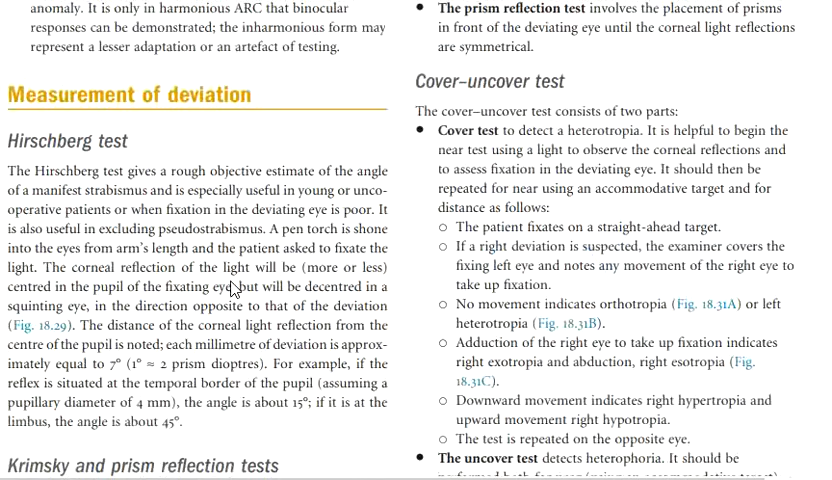 anomaly. It is only in harmonious ARC that binocular
responses can be demonstrated; the inharmonious form may
represent a lesser adaptation or an artefact of testing.
Measurement of deviation
Hirschberg test
The Hirschberg test gives a rough objective estimate of the angle
of a manifest strabismus and is especially useful in young or unco-
operative patients or when fixation in the deviating eye is poor. It
is also useful in excluding pseudostrabismus. A pen torch is shone
into the eyes from arm's length and the patient asked to fixate the
light. The corneal reflection of the light will be (more or less)
centred in the pupil of the fixating eye but will be decentred in a
squinting eye, in the direction opposite to that of the deviation
(Fig. 18.29). The distance of the corneal light reflection from the
centre of the pupil is noted; each millimetre of deviation is approx-
imately equal to 7° (1° ≈ 2 prism dioptres). For example, if the
reflex is situated at the temporal border of the pupil (assuming a
pupillary diameter of 4 mm), the angle is about 15°; if it is at the
limbus, the angle is about 45°.
Krimsky and prism reflection tests
• The prism reflection test involves the placement of prisms
in front of the deviating eye until the corneal light reflections
are symmetrical.
Cover–uncover test
The cover–uncover test consists of two parts:
• Cover test to detect a heterotropia. It is helpful to begin the
near test using a light to observe the corneal reflections and
to assess fixation in the deviating eye. It should then be
repeated for near using an accommodative target and for
distance as follows:
○ The patient fixates on a straight-ahead target.
○ If a right deviation is suspected, the examiner covers the
fixing left eye and notes any movement of the right eye to
take up fixation.
○ No movement indicates orthotropia (Fig. 18.31A) or left
heterotropia (Fig. 18.31B).
○ Adduction of the right eye to take up fixation indicates
right exotropia and abduction, right esotropia (Fig.
18.31C).
○ Downward movement indicates right hypertropia and
upward movement right hypotropia.
○ The test is repeated on the opposite eye.
• The uncover test detects heterophoria. It should be